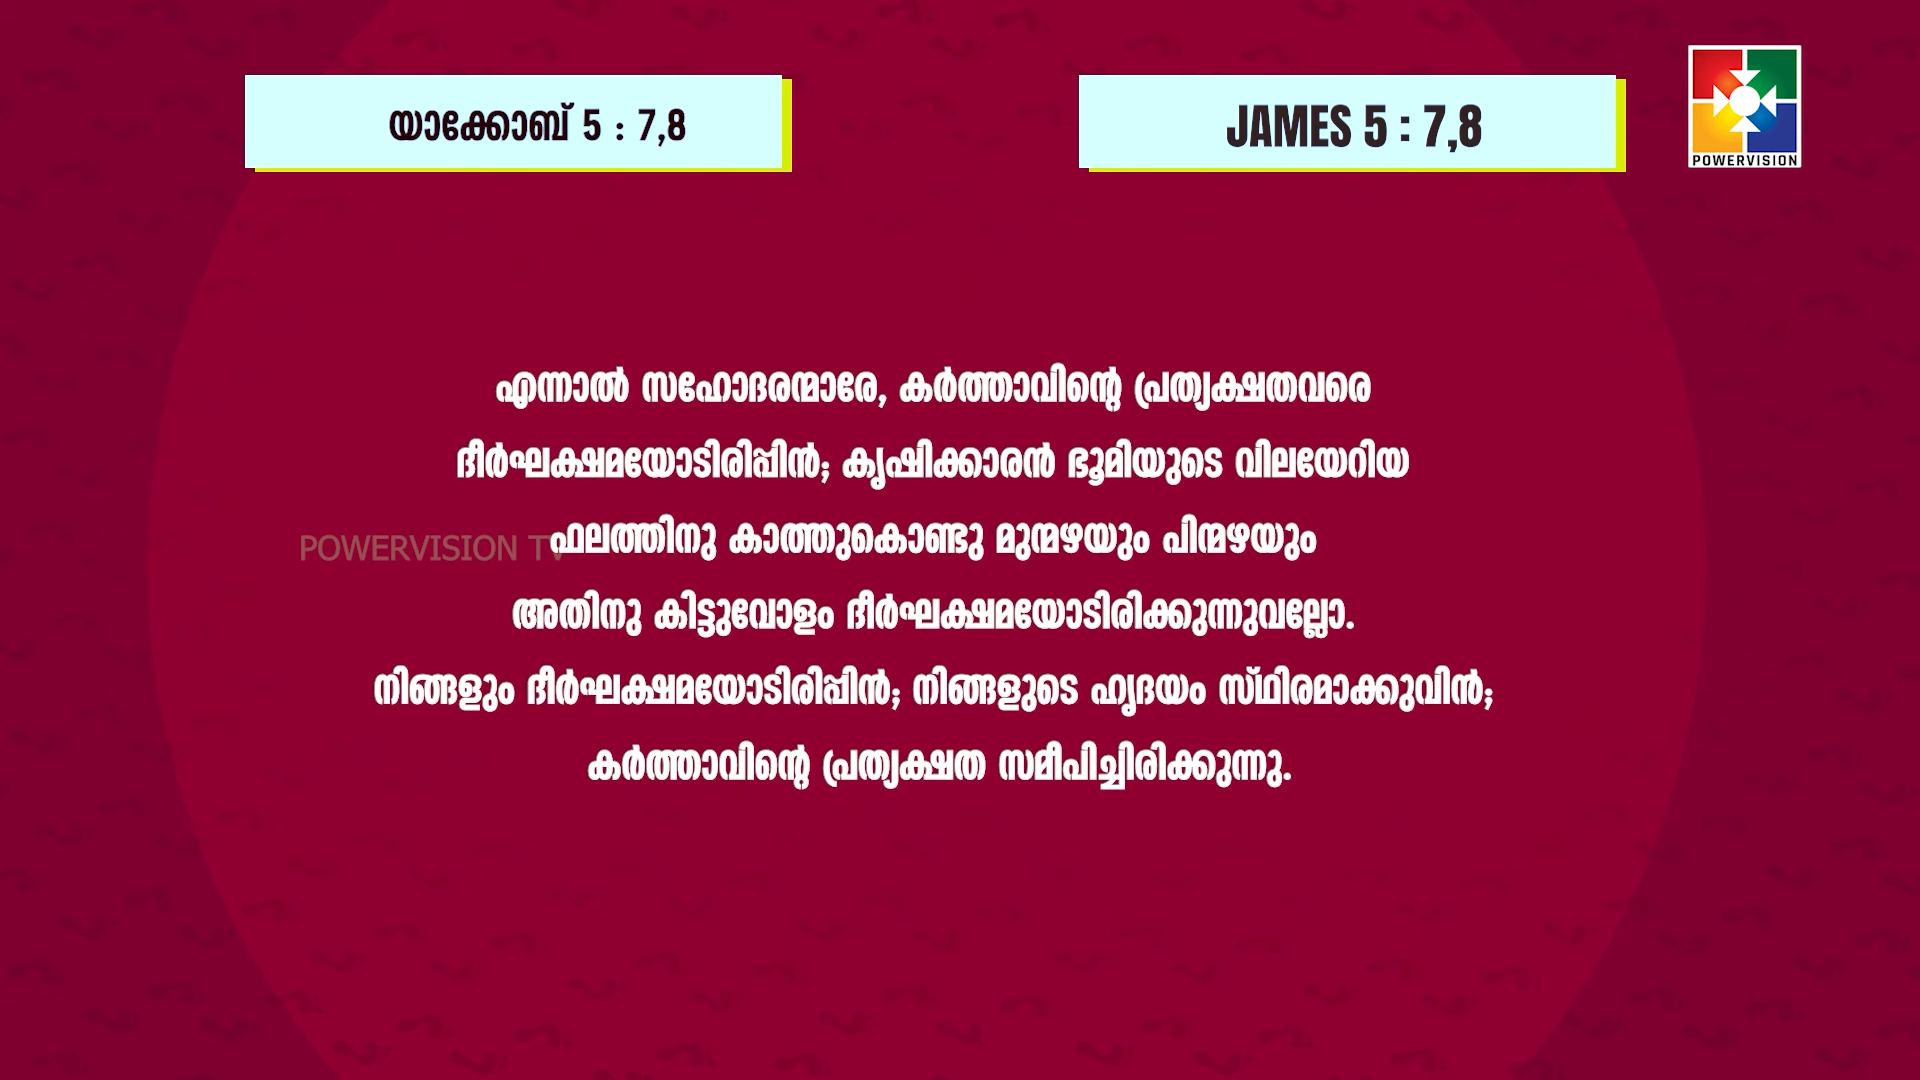 യാക്കോബ് 5 : 7,8
JAMES 5 : 7,8
POWERVISION
എന്നാൽ സഹോദരന്മാരേ, കർത്താവിന്റെ പ്രത്യക്ഷതവരെ
ദീർഘക്ഷമയോടിരിപ്പിൻ; കൃഷിക്കാരൻ ഭൂമിയുടെ വിലയേറിയ
POWERVISION TV
ഫലത്തിനു കാത്തുകൊണ്ടു മുന്മഴയും പിന്മഴയും
അതിനു കിട്ടുവോളം ദീർഘക്ഷമയോടിരിക്കുന്നുവല്ലോ.
നിങ്ങളും ദീർഘക്ഷമയോടിരിപ്പിൻ; നിങ്ങളുടെ ഹൃദയം സ്ഥിരമാക്കുവിൻ;
കർത്താവിന്റെ പ്രത്യക്ഷത സമീപിച്ചിരിക്കുന്നു.